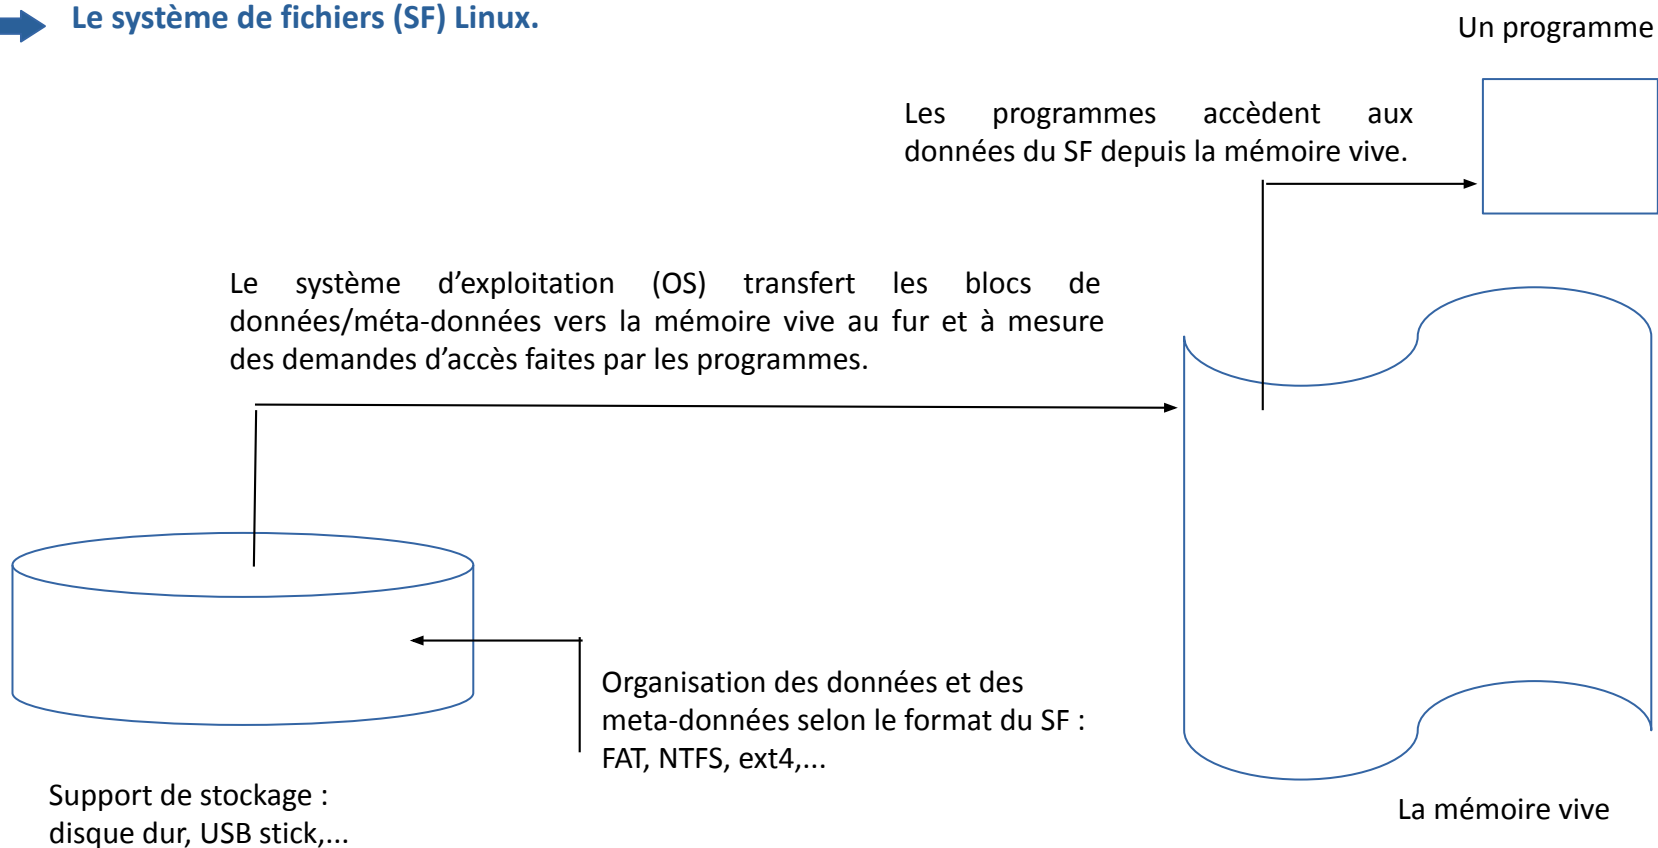 Le système de fichiers (SF) Linux.
Un programme
Les programmes accèdent aux
données du SF depuis la mémoire vive.
Le système d’exploitation (OS) transfert les blocs de
données/méta-données vers la mémoire vive au fur et à mesure
des demandes d’accès faites par les programmes.
Organisation des données et des
meta-données selon le format du SF :
FAT, NTFS, ext4,...
Support de stockage :
disque dur, USB stick,...
La mémoire vive